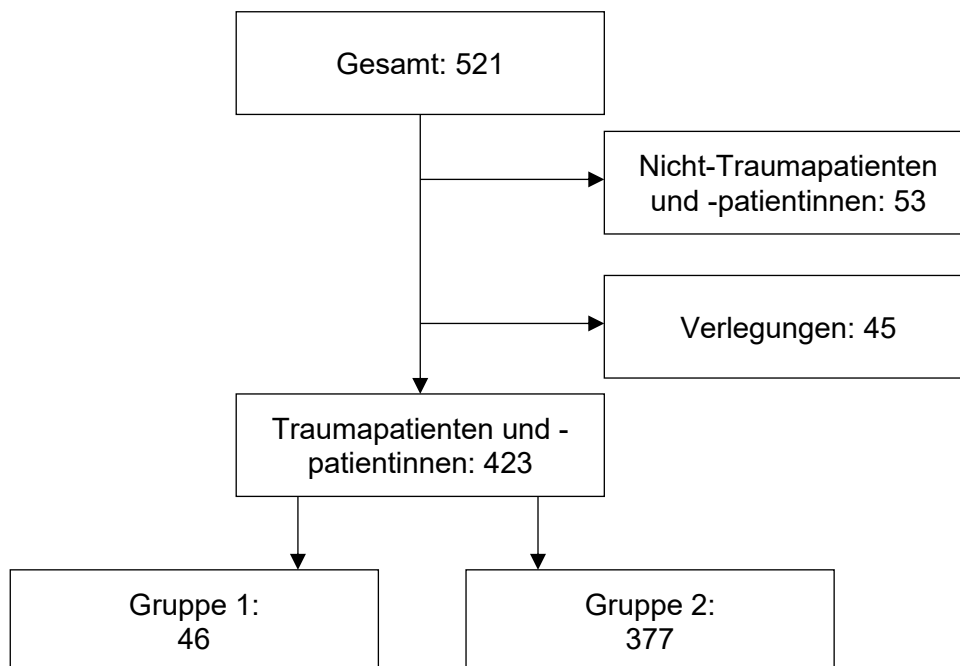 Gesamt: 521
Nicht-Traumapatienten
und -patientinnen: 53
Verlegungen: 45
Traumapatienten und -
patientinnen: 423
Gruppe 1:
46
Gruppe 2:
377